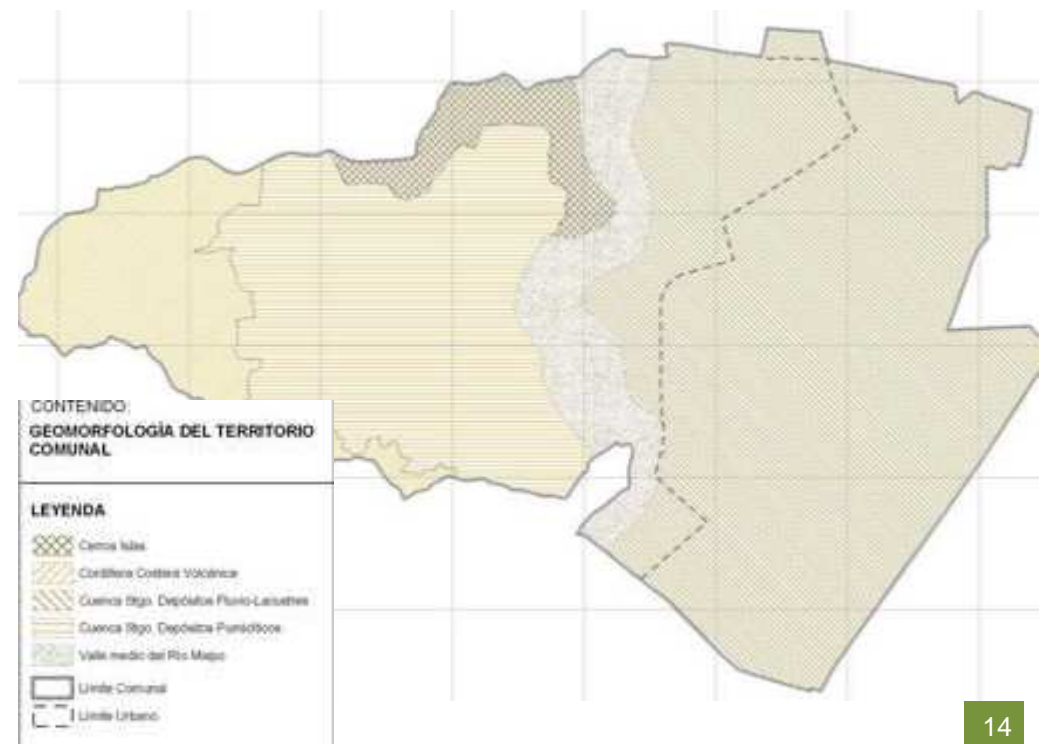 CONTENIDO:
GEOMORFOLOGÌA DEL TERRITORIO
COMUNAL
LEYENDA
Cerros Islas
Cordillera Costera Volcánica
Cuenca Stgo. Depósitos Fluvio-Lacustres
Cuenca Stgo. Depósitos Pumicíticos
Valle medio del Río Maipo
Límite Comunal
Límite Urbano
14